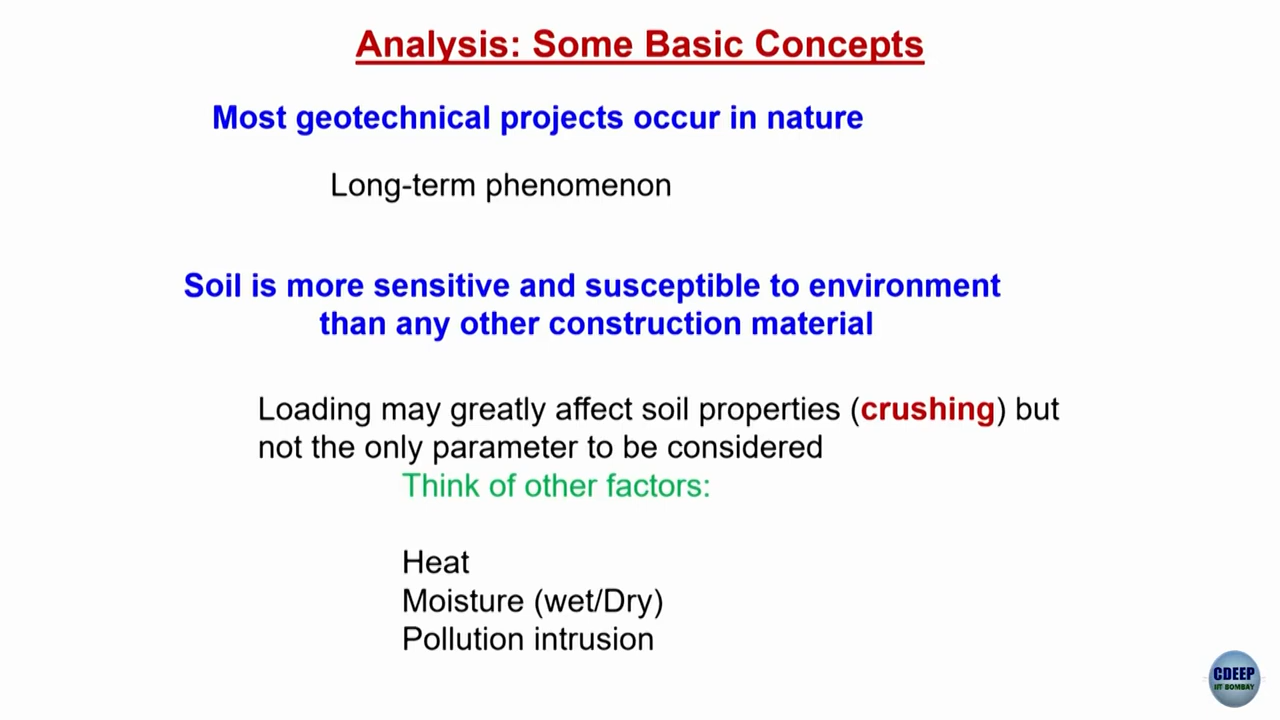 Analysis: Some Basic Concepts
Most geotechnical projects occur in nature
Long-term phenomenon
Soil is more sensitive and susceptible to environment
than any other construction material
Loading may greatly affect soil properties (crushing) but
not the only parameter to be considered
Think of other factors:
Heat
Moisture (wet/Dry)
Pollution intrusion
CDEEP
IIT BOMBAY